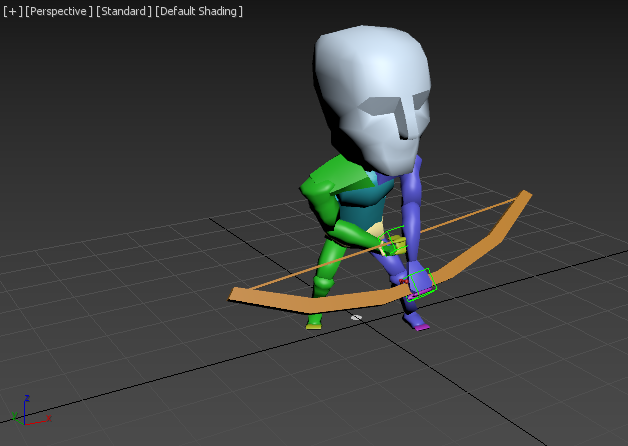 [+] [Perspective ] [Standard ] [Default Shading ]
z
x